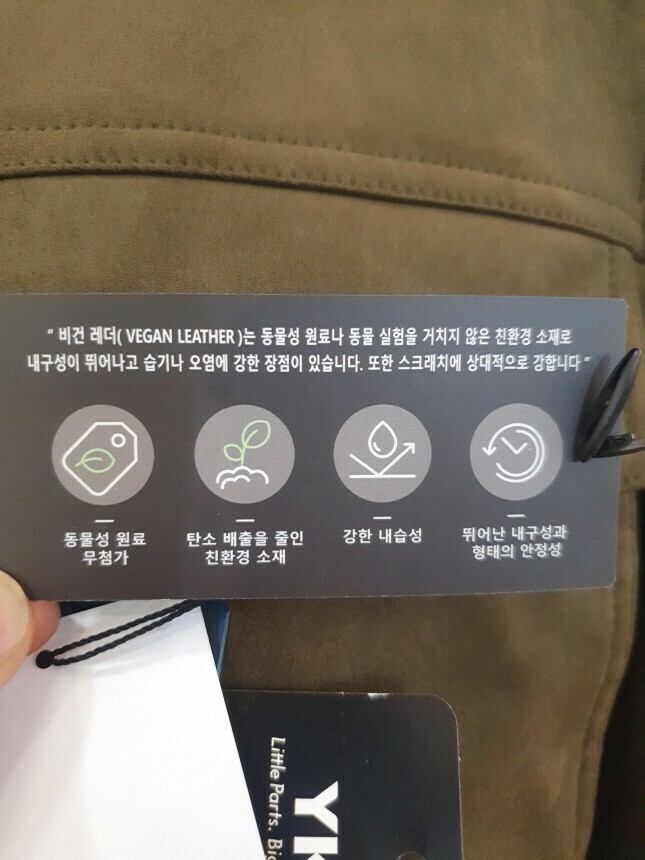 " 비건 레더( VEGAN LEATHER )는 동물성 원료나 동물 실험을 거치지 않은 친환경 소재로
내구성이 뛰어나고 습기나 오염에 강한 장점이 있습니다. 또한 스크래치에 상대적으로 강합니다 "
동물성 원료
무첨가
탄소 배출을 줄인
친환경 소재
강한 내습성
뛰어난 내구성과
형태의 안정성
Little Parts.